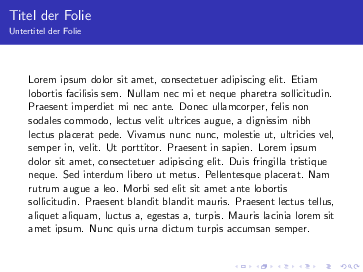 Titel der Folie
Untertitel der Folie
Lorem ipsum dolor sit amet, consectetuer adipiscing elit. Etiam
lobortis facilisis sem. Nullam nec mi et neque pharetra sollicitudin.
Praesent imperdiet mi nec ante. Donec ullamcorper, felis non
sodales commodo, lectus velit ultrices augue, a dignissim nibh
lectus placerat pede. Vivamus nunc nunc, molestie ut, ultricies vel,
semper in, velit. Ut porttitor. Praesent in sapien. Lorem ipsum
dolor sit amet, consectetuer adipiscing elit. Duis fringilla tristique
neque. Sed interdum libero ut metus. Pellentesque placerat. Nam
rutrum augue a leo. Morbi sed elit sit amet ante lobortis
sollicitudin. Praesent blandit blandit mauris. Praesent lectus tellus,
aliquet aliquam, luctus a, egestas a, turpis. Mauris lacinia lorem sit
amet ipsum. Nunc quis urna dictum turpis accumsan semper.